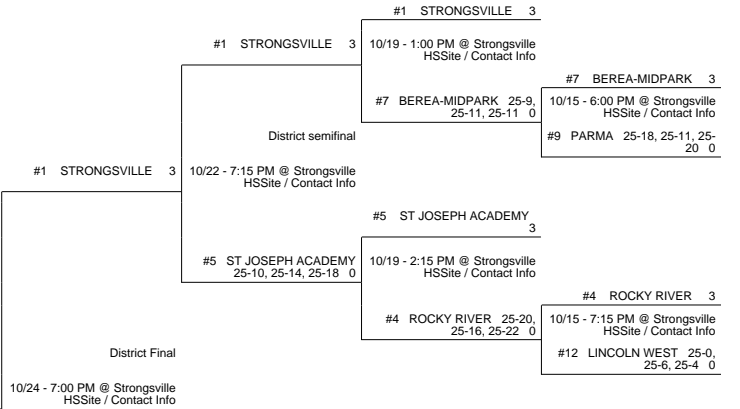 #1 STRONGSVILLE 3
#1 STRONGSVILLE 3
10/19 - 1:00 PM @ Strongsville
HSSite / Contact Info
#7 BEREA-MIDPARK 3
#7 BEREA-MIDPARK 25-9,
25-11, 25-11 0
10/15 - 6:00 PM @ Strongsville
HSSite / Contact Info
District semifinal
#9 PARMA 25-18, 25-11, 25-
20 0
#1 STRONGSVILLE 3
10/22 - 7:15 PM @ Strongsville
HSSite / Contact Info
#5 ST JOSEPH ACADEMY
3
#5 ST JOSEPH ACADEMY
25-10, 25-14, 25-18 0
10/19 - 2:15 PM @ Strongsville
HSSite / Contact Info
#4 ROCKY RIVER 3
#4 ROCKY RIVER 25-20,
25-16, 25-22 0
10/15 - 7:15 PM @ Strongsville
HSSite / Contact Info
District Final
#12 LINCOLN WEST 25-0,
25-6, 25-4 0
10/24 - 7:00 PM @ Strongsville
HSSite / Contact Info